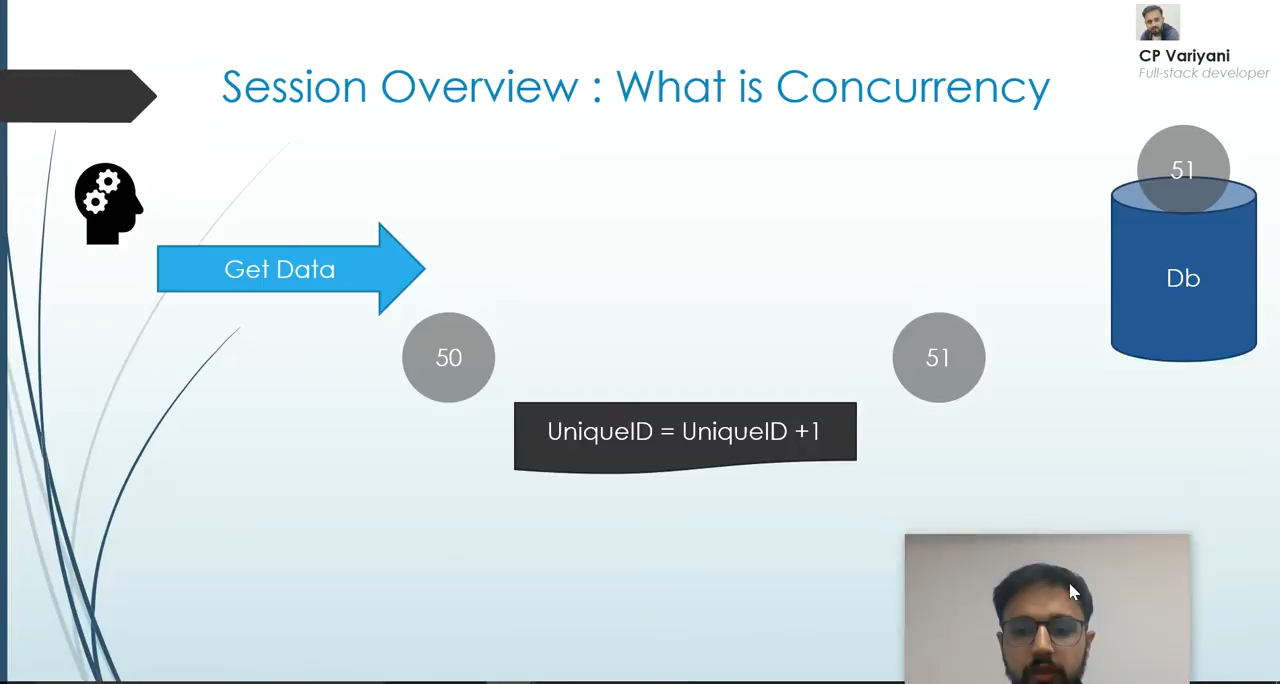 CP Variyani
Full-stack developer
Session Overview : What is Concurrency
51
Get Data
Db
50
51
UniqueID = UniqueID +1